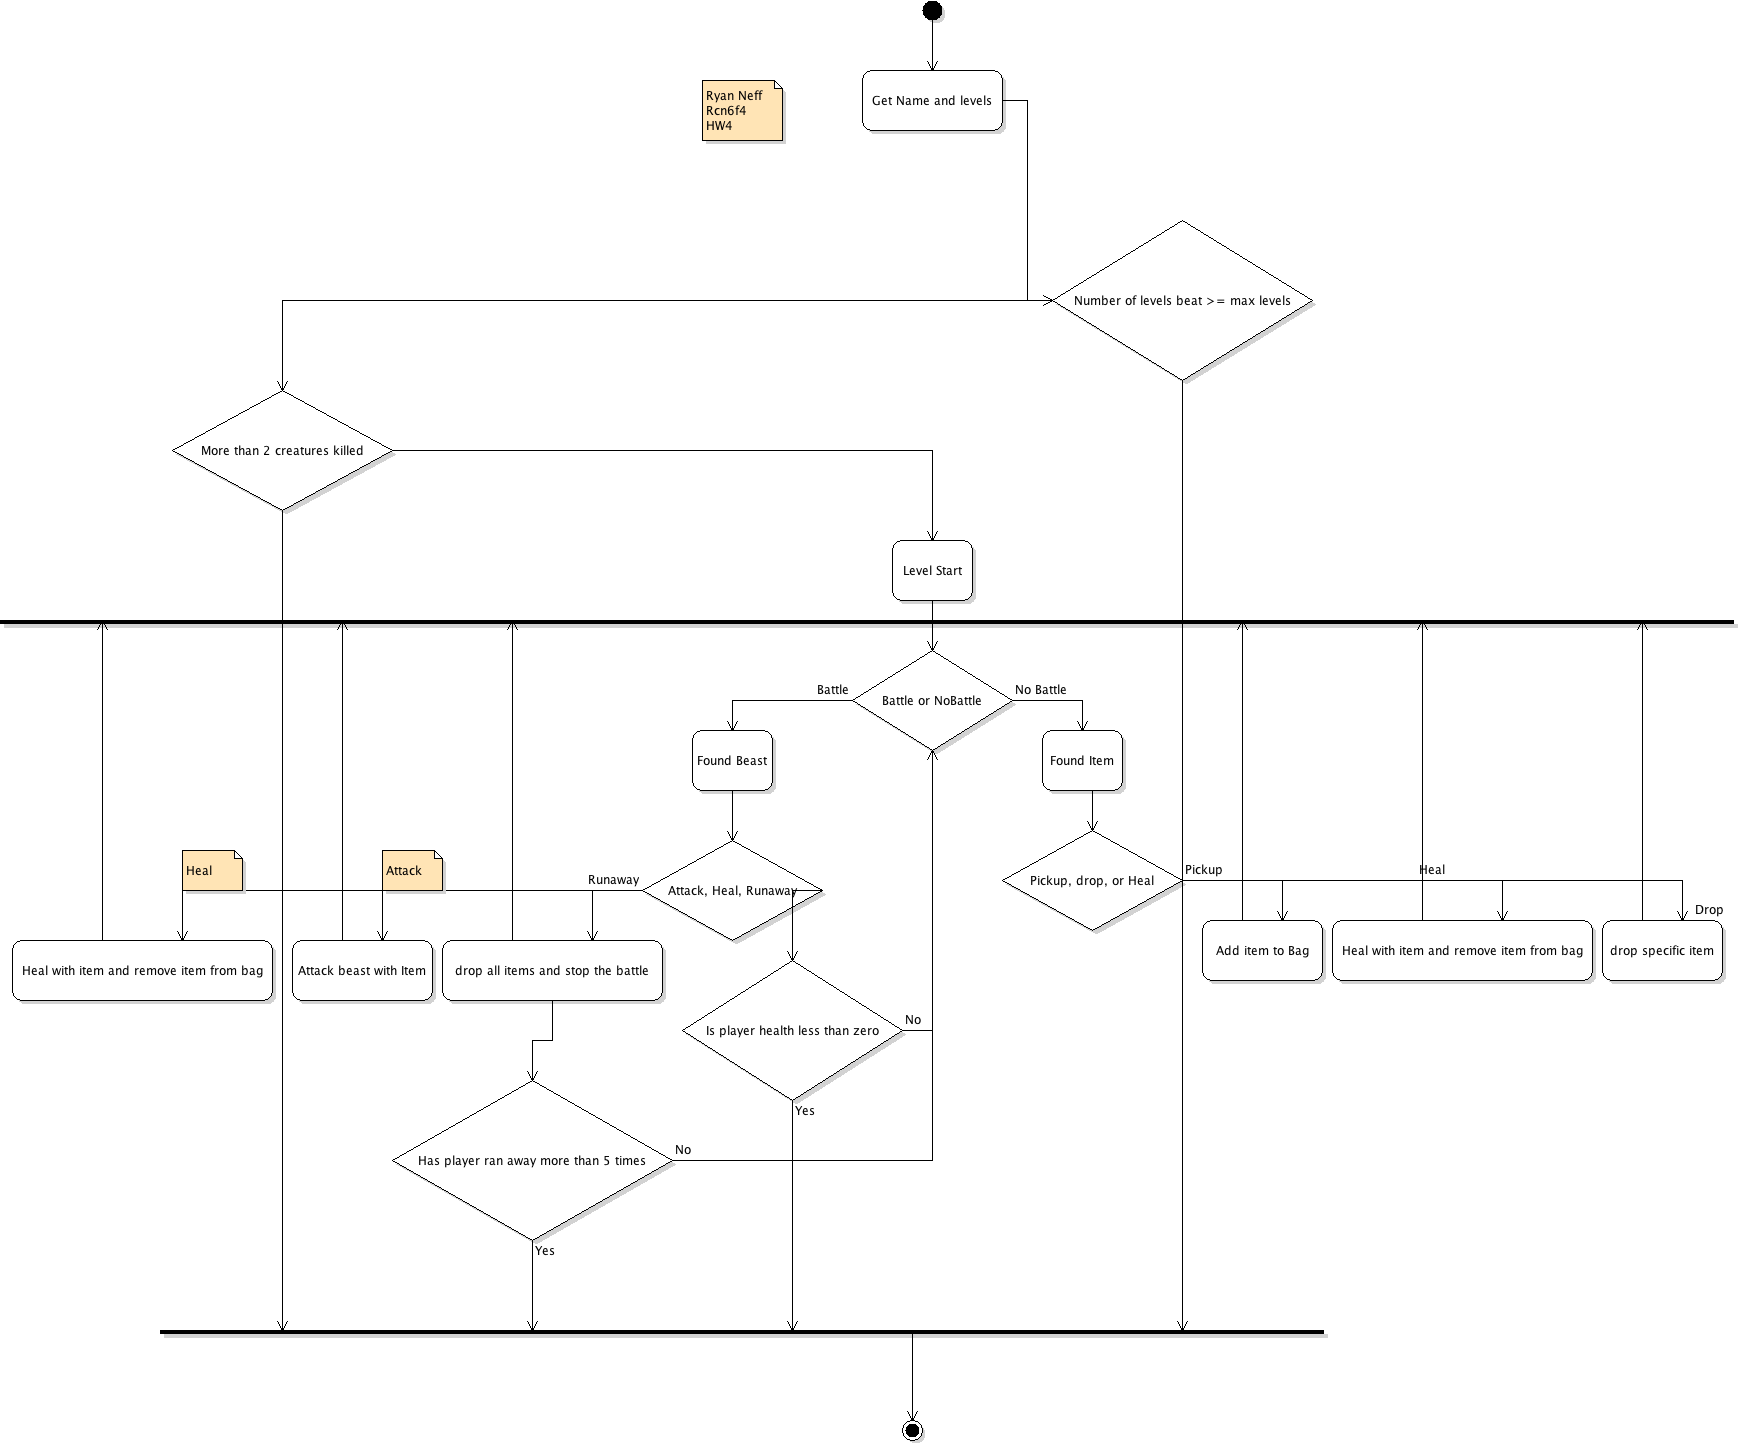 Get Name and levels
Ryan Neff
Rcn6f4
HW4
Number of levels beat >= max levels
More than 2 creatures killed
Level Start
Battle
Battle or NoBattle
No Battle
Found Beast
Found Item
Heal
Attack
Runaway
Attack, Heal, Runaway
Pickup, drop, or Heal
Pickup
Heal
Drop
Heal with item and remove item from bag
Attack beast with Item
drop all items and stop the battle
Add item to Bag
Heal with item and remove item from bag
drop specific item
Is player health less than zero
No
Yes
Has player ran away more than 5 times
No
Yes